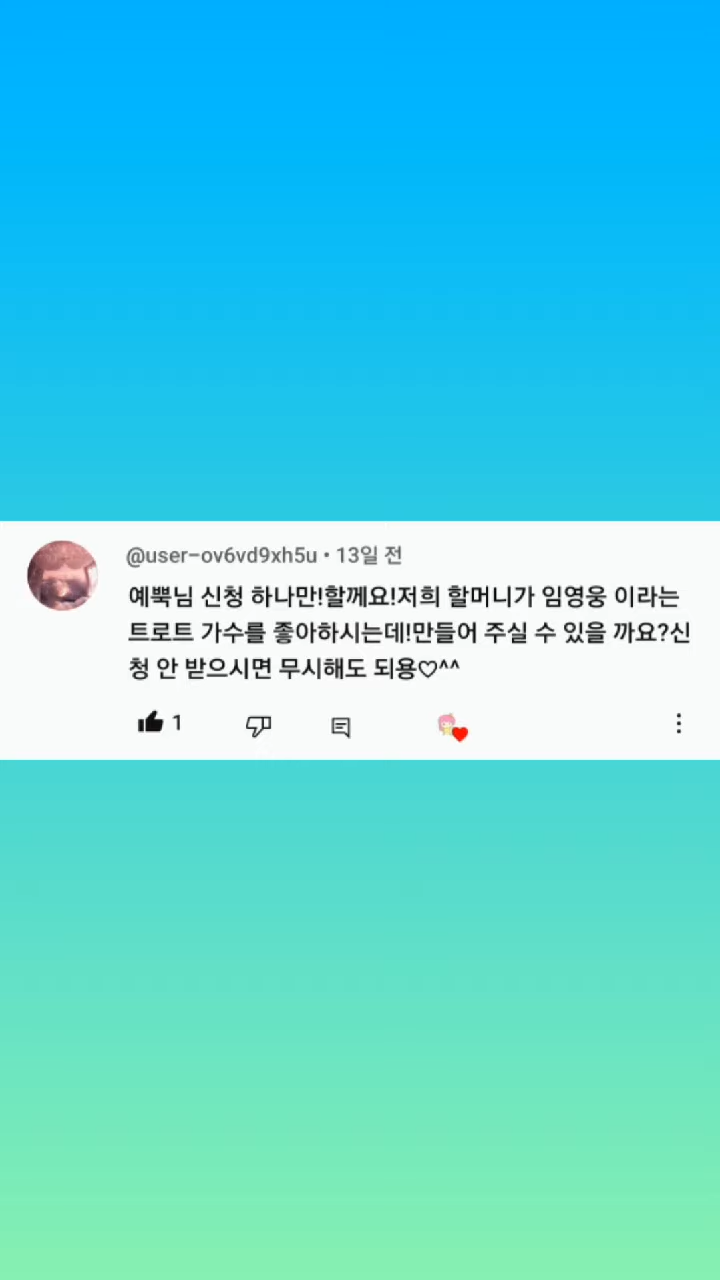 @user-ov6vd9xh5u • 13일 전
예뿍님 신청 하나만!할께요!저희 할머니가 임영웅 이라는
트로트 가수를 좋아하시는데!만들어 주실 수 있을 까요?신
청 안 받으시면 무시해도 되용♡^^
1